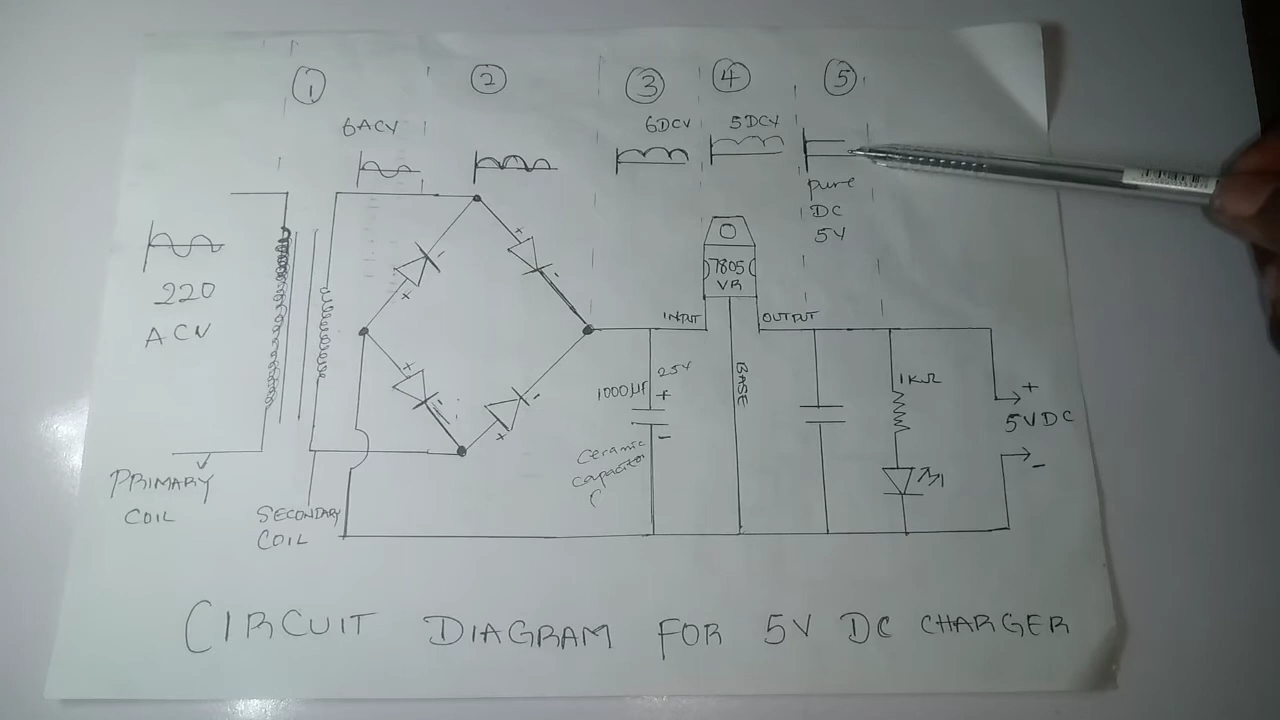 1 2 3 4 5
6ACV 6DCV 5DCV
pure
DC
5V
220
ACV
7805
VR
INPUT OUTPUT
BASE
1000µF 25V
+
-
ceramic
capacitor
(
1KΩ
+
5VDC
-
PRIMARY
COIL
SECONDARY
COIL
+ -
+ -
+ -
+ -
CIRCUIT DIAGRAM FOR 5V DC CHARGER